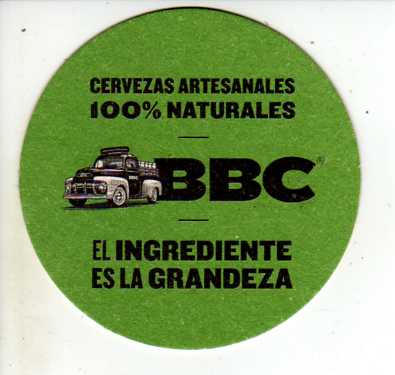 CERVEZAS ARTESANALES
100% NATURALES
BBC®
EL INGREDIENTE
ES LA GRANDEZA